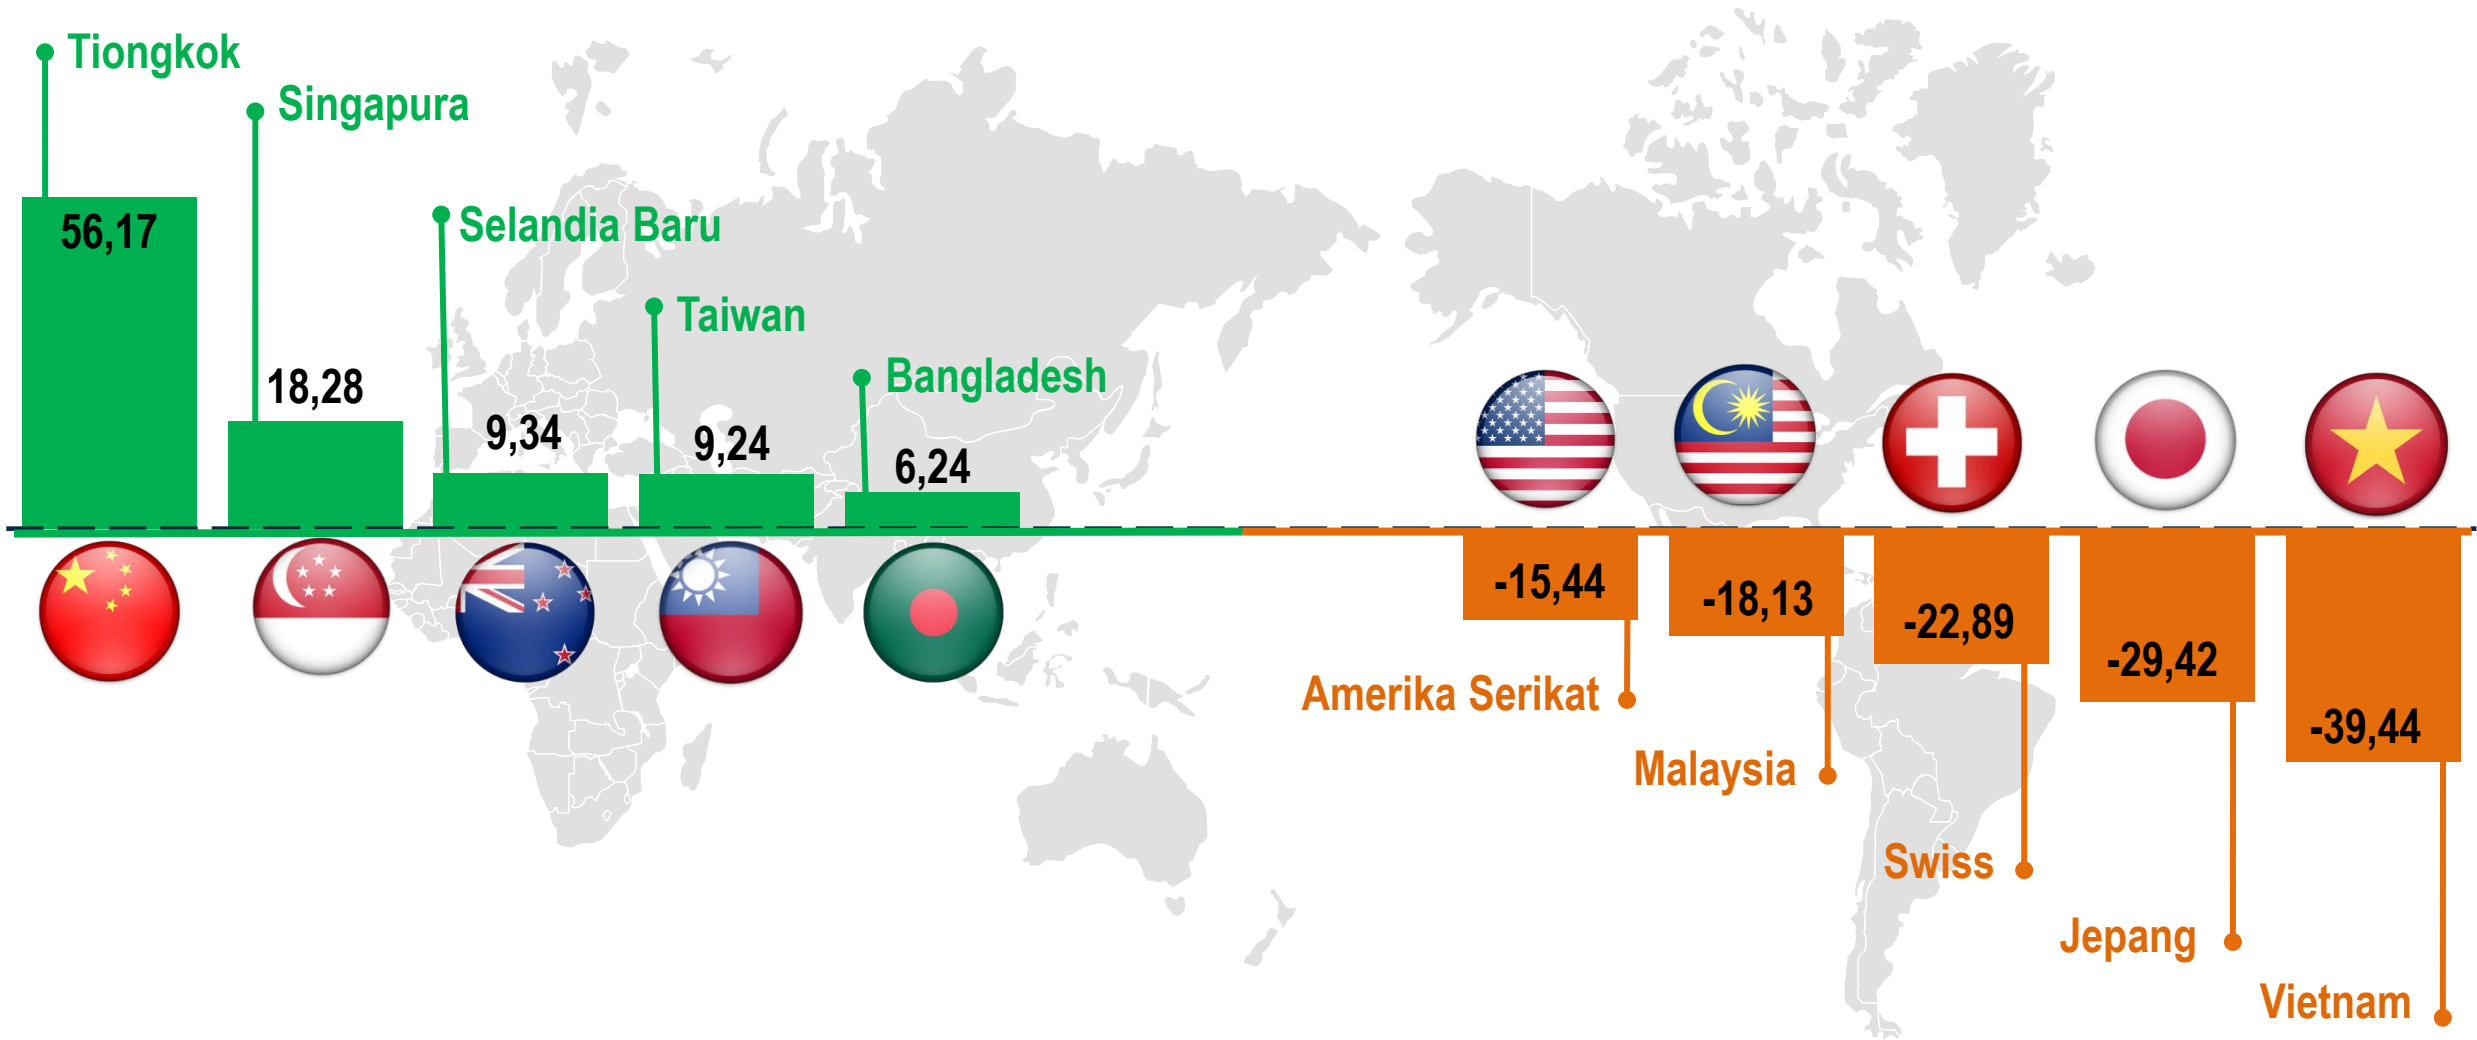 Tiongkok
56,17
Singapura
18,28
Selandia Baru
9,34
Taiwan
9,24
Bangladesh
6,24
-15,44
Amerika Serikat
-18,13
Malaysia
-22,89
Swiss
-29,42
Jepang
-39,44
Vietnam